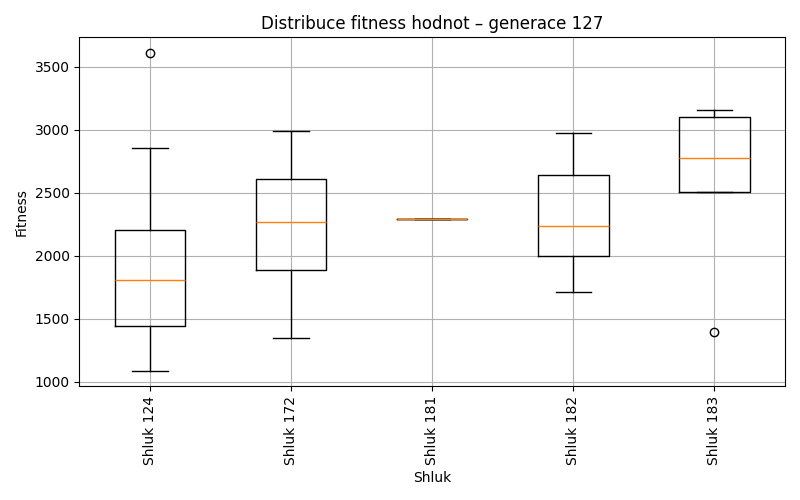 Distribuce fitness hodnot – generace 127
Fitness
3500
3000
2500
2000
1500
1000
Shluk 124
Shluk 172
Shluk 181
Shluk 182
Shluk 183
Shluk